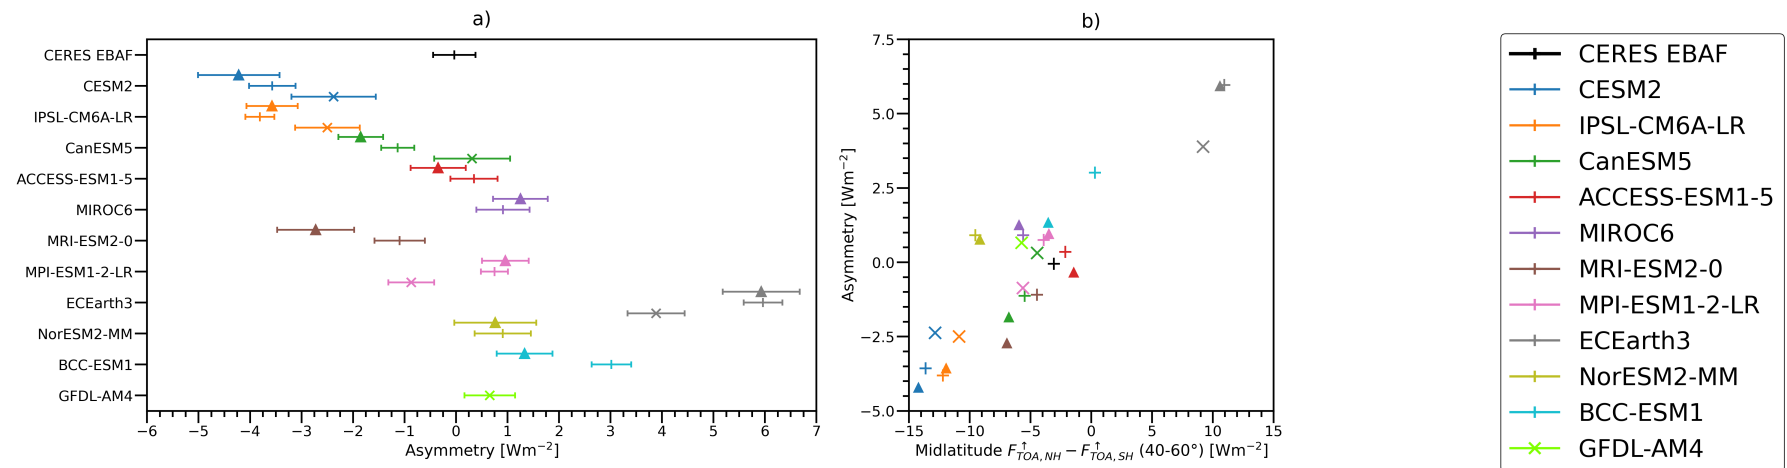 a)
CERES EBAF
CESM2
IPSL-CM6A-LR
CanESM5
ACCESS-ESM1-5
MIROC6
MRI-ESM2-0
MPI-ESM1-2-LR
ECEarth3
NorESM2-MM
BCC-ESM1
GFDL-AM4
−6 −5 −4 −3 −2 −1 0 1 2 3 4 5 6 7
Asymmetry [Wm⁻²]
b)
7.5
5.0
2.5
0.0
−2.5
−5.0
Asymmetry [Wm⁻²]
−15 −10 −5 0 5 10 15
Midlatitude F↑TOA,NH − F↑TOA,SH (40-60°) [Wm⁻²]
CERES EBAF
CESM2
IPSL-CM6A-LR
CanESM5
ACCESS-ESM1-5
MIROC6
MRI-ESM2-0
MPI-ESM1-2-LR
ECEarth3
NorESM2-MM
BCC-ESM1
GFDL-AM4